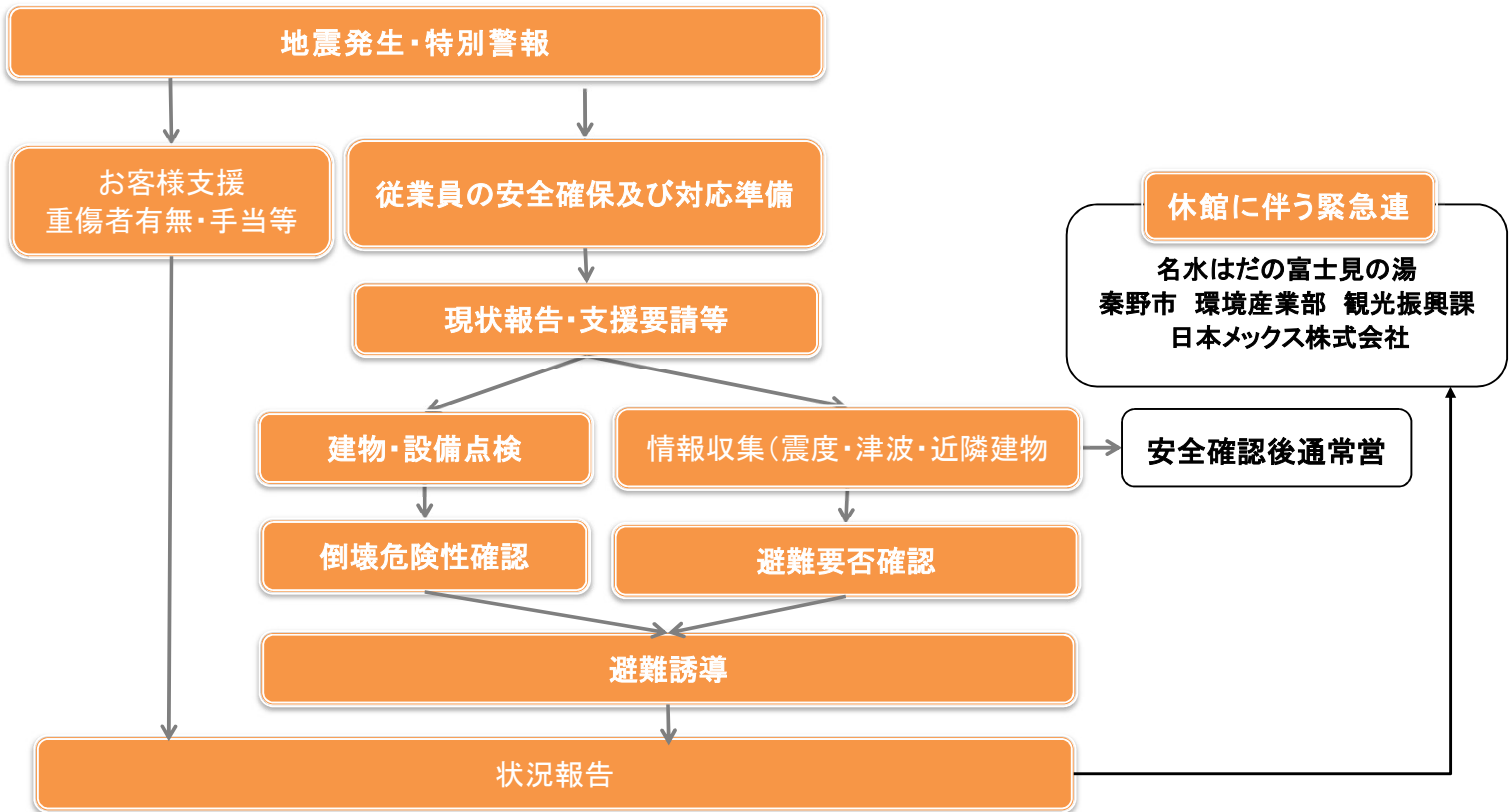 地震発生・特別警報
お客様支援
重傷者有無・手当等
従業員の安全確保及び対応準備
休館に伴う緊急連
名水はだの富士見の湯
秦野市　環境産業部　観光振興課
日本メックス株式会社
現状報告・支援要請等
建物・設備点検
情報収集（震度・津波・近隣建物
安全確認後通常営
倒壊危険性確認
避難要否確認
避難誘導
状況報告